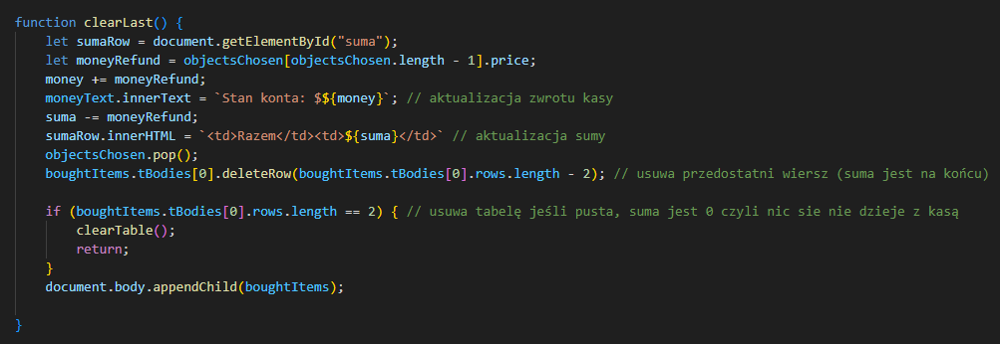 function clearLast() {
    let sumaRow = document.getElementById("suma");
    let moneyRefund = objectsChosen[objectsChosen.length - 1].price;
    money += moneyRefund;
    moneyText.innerText = `Stan konta: $${money}`; // aktualizacja zwrotu kasy
    suma -= moneyRefund;
    sumaRow.innerHTML = `<td>Razem</td><td>${suma}</td>` // aktualizacja sumy
    objectsChosen.pop();
    boughtItems.tBodies[0].deleteRow(boughtItems.tBodies[0].rows.length - 2); // usuwa przedostatni wiersz (suma jest na końcu)
    if (boughtItems.tBodies[0].rows.length == 2) { // usuwa tabelę jeśli pusta, suma jest 0 czyli nic sie nie dzieje z kasą
        clearTable();
        return;
    }
    document.body.appendChild(boughtItems);
}